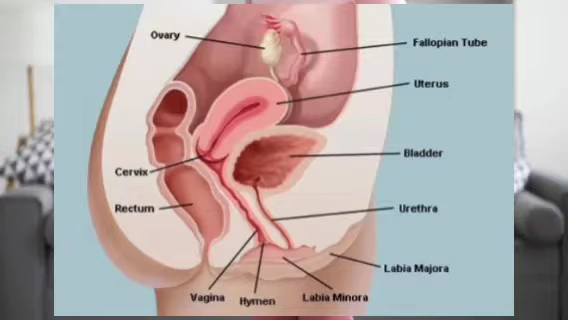 Ovary
Fallopian Tube
Uterus
Bladder
Cervix
Rectum
Urethra
Labia Majora
Vagina
Hymen
Labia Minora